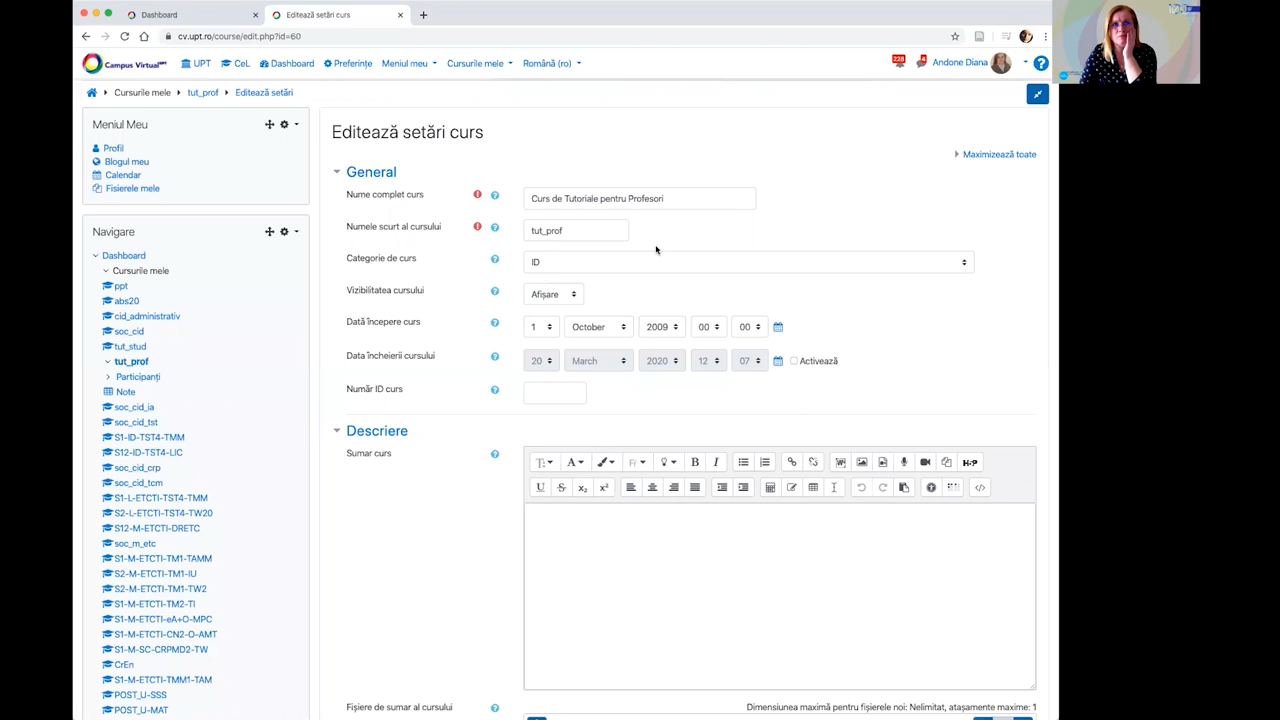 Dashboard
Editează setări curs
cv.upt.ro/course/edit.php?id=60
Campus Virtual UPT
UPT
CeL
Dashboard
Preferințe
Meniul meu
Cursurile mele
Română (ro)
228
Andone Diana
Cursurile mele
tut_prof
Editează setări
Meniul Meu
Profil
Blogul meu
Calendar
Fisierele mele
Navigare
Dashboard
Cursurile mele
ppt
abs20
cid_administrativ
soc_cid
tut_stud
tut_prof
Participanți
Note
soc_cid_ia
soc_cid_tst
S1-ID-TST4-TMM
S12-ID-TST4-LIC
soc_cid_crp
soc_cid_tcm
S1-L-ETCTI-TST4-TMM
S2-L-ETCTI-TST4-TW20
S12-M-ETCTI-DRETC
soc_m_etc
S1-M-ETCTI-TM1-TAMM
S2-M-ETCTI-TM1-IU
S2-M-ETCTI-TM1-TW2
S1-M-ETCTI-TM2-TI
S1-M-ETCTI-eA+O-MPC
S1-M-ETCTI-CN2-O-AMT
S1-M-SC-CRPMD2-TW
CrEn
S1-M-ETCTI-TMM1-TAM
POST_U-SSS
POST_U-MAT
Editează setări curs
Maximizează toate
General
Nume complet curs
Curs de Tutoriale pentru Profesori
Numele scurt al cursului
tut_prof
Categorie de curs
ID
Vizibilitatea cursului
Afișare
Dată începere curs
1 October 2009 00 00
Data încheierii cursului
20 March 2020 12 07 Activează
Număr ID curs
Descriere
Sumar curs
H-P
B I
U S x₂ x²
Fișiere de sumar al cursului
Dimensiunea maximă pentru fișierele noi: Nelimitat, atașamente maxime: 1